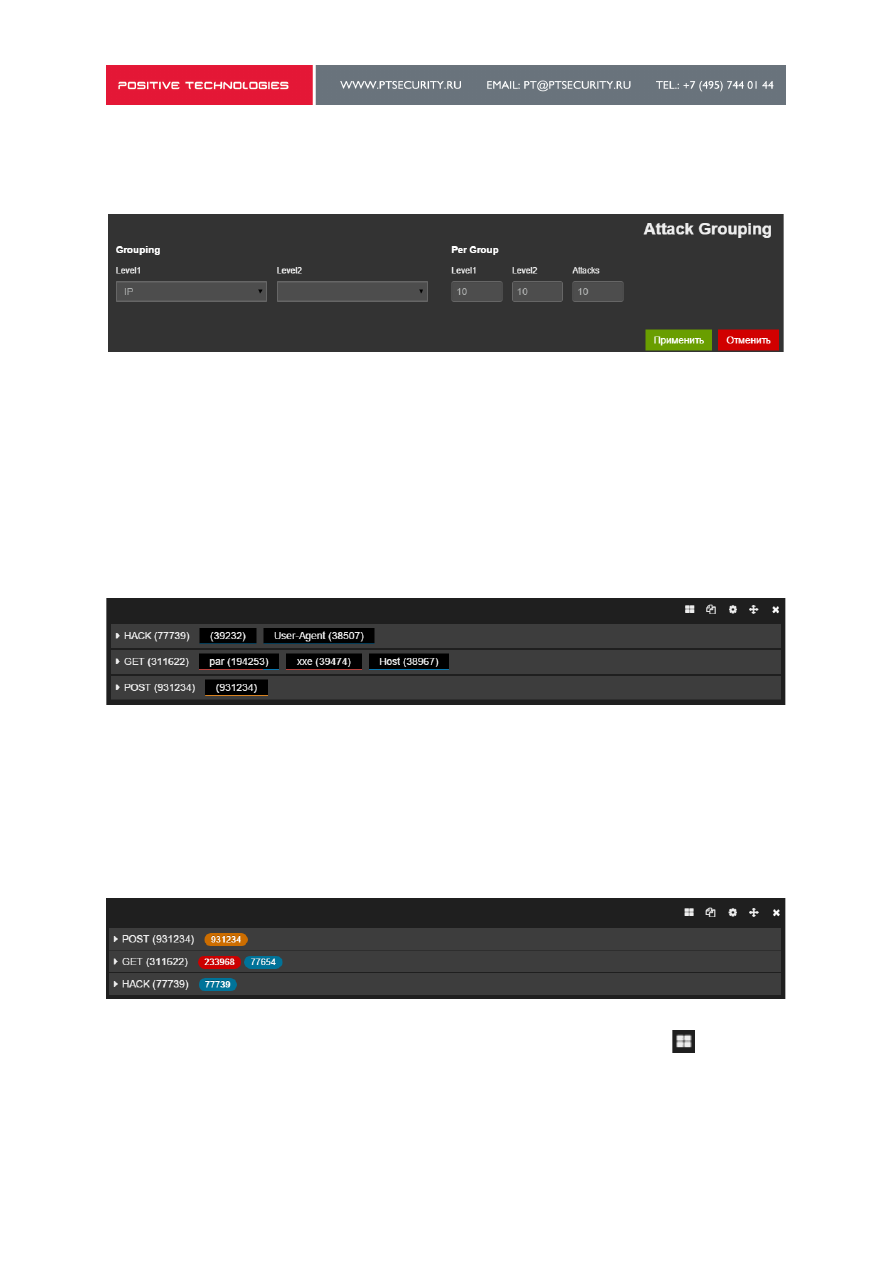 POSITIVE TECHNOLOGIES WWW.PTSECURITY.RU EMAIL: PT@PTSECURITY.RU TEL.: +7 (495) 744 01 44
Attack Grouping
Grouping Per Group
Level1 Level2 Level1 Level2 Attacks
IP 10 10 10
Применить Отменить
HACK (77739) (39232) User-Agent (38507)
GET (311622) par (194253) xxe (39474) Host (38967)
POST (931234) (931234)
POST (931234) 931234
GET (311622) 233968 77654
HACK (77739) 77739